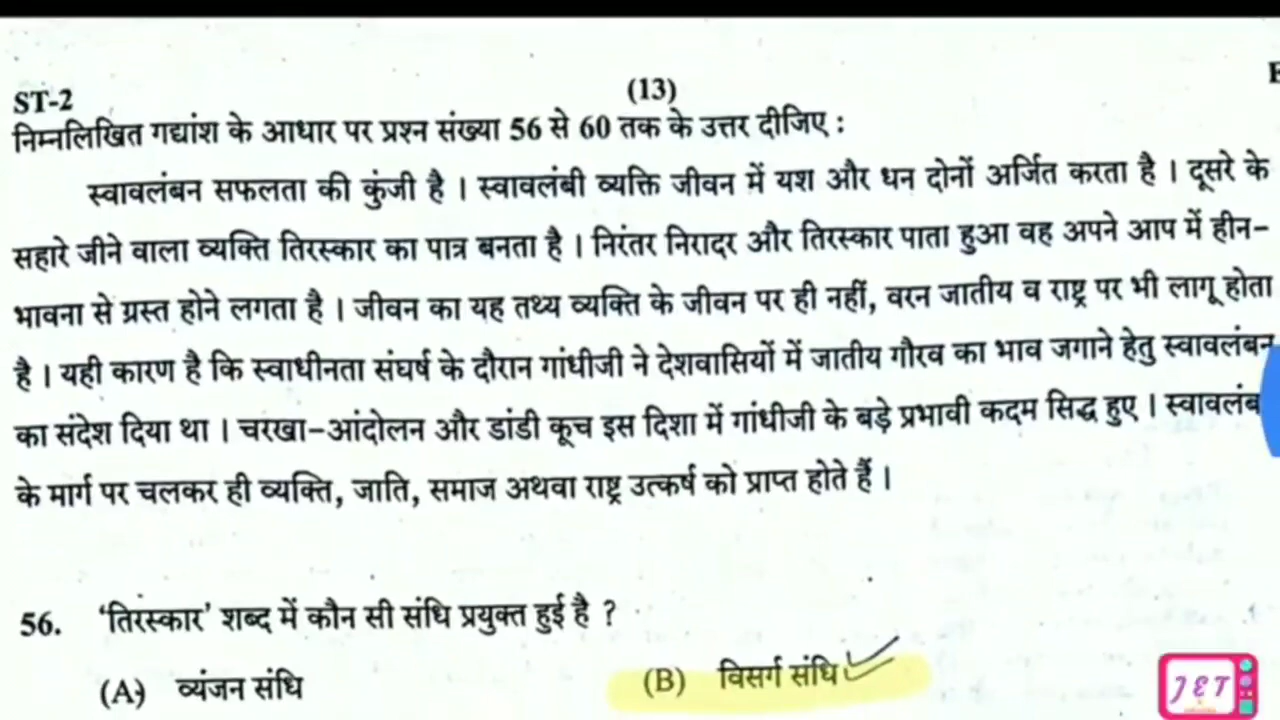 ST-2
(13)
निम्नलिखित गद्यांश के आधार पर प्रश्न संख्या 56 से 60 तक के उत्तर दीजिए :
स्वावलंबन सफलता की कुंजी है । स्वावलंबी व्यक्ति जीवन में यश और धन दोनों अर्जित करता है । दूसरे के
सहारे जीने वाला व्यक्ति तिरस्कार का पात्र बनता है । निरंतर निरादर और तिरस्कार पाता हुआ वह अपने आप में हीन-
भावना से ग्रस्त होने लगता है । जीवन का यह तथ्य व्यक्ति के जीवन पर ही नहीं, वरन जातीय व राष्ट्र पर भी लागू होता
है । यही कारण है कि स्वाधीनता संघर्ष के दौरान गांधीजी ने देशवासियों में जातीय गौरव का भाव जगाने हेतु स्वावलंबन
का संदेश दिया था । चरखा-आंदोलन और डांडी कूच इस दिशा में गांधीजी के बड़े प्रभावी कदम सिद्ध हुए । स्वावलंब
के मार्ग पर चलकर ही व्यक्ति, जाति, समाज अथवा राष्ट्र उत्कर्ष को प्राप्त होते हैं ।
56. 'तिरस्कार' शब्द में कौन सी संधि प्रयुक्त हुई है ?
(A) व्यंजन संधि
(B) विसर्ग संधि
JET